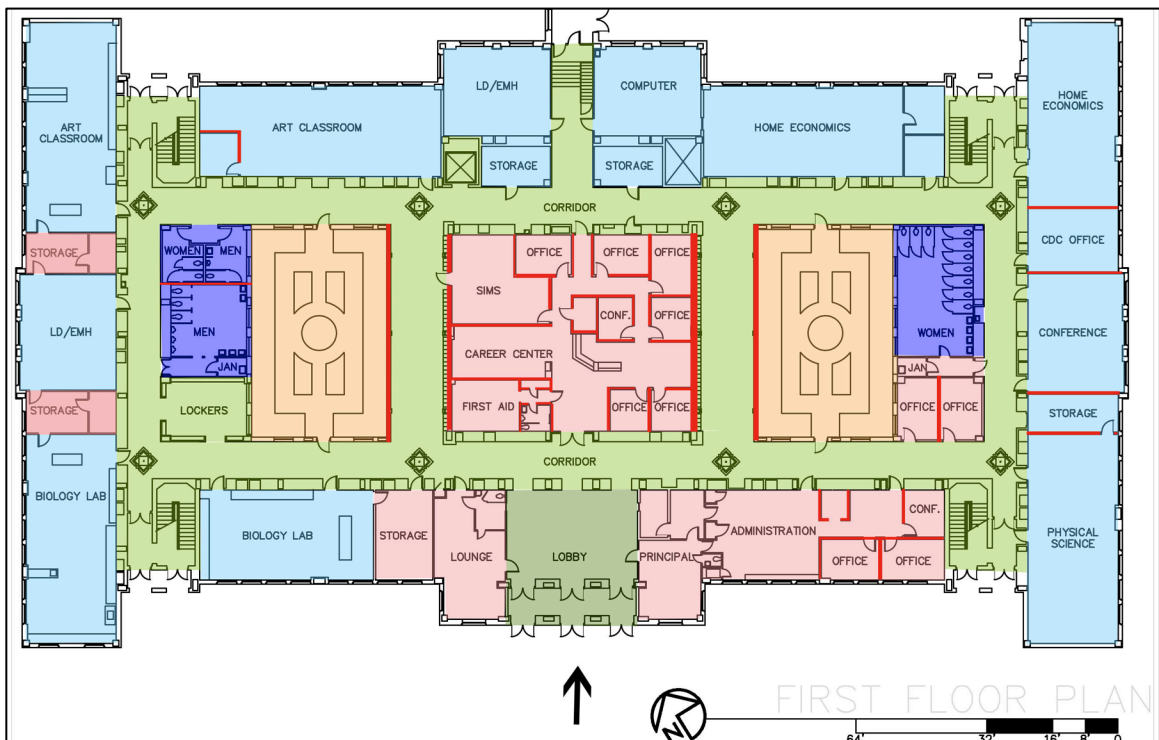 LD/EMH
COMPUTER
HOME
ECONOMICS
ART
CLASSROOM
ART CLASSROOM
HOME ECONOMICS
STORAGE
STORAGE
CORRIDOR
STORAGE
WOMEN
MEN
OFFICE
OFFICE
OFFICE
CDC OFFICE
SIMS
CONF.
OFFICE
LD/EMH
MEN
WOMEN
CONFERENCE
CAREER CENTER
JAN
JAN
STORAGE
LOCKERS
FIRST AID
OFFICE
OFFICE
OFFICE
OFFICE
STORAGE
CORRIDOR
BIOLOGY LAB
BIOLOGY LAB
STORAGE
LOUNGE
LOBBY
PRINCIPAL
ADMINISTRATION
CONF.
OFFICE
OFFICE
PHYSICAL
SCIENCE
FIRST FLOOR PLAN
N
64'
32'
16'
8'
0